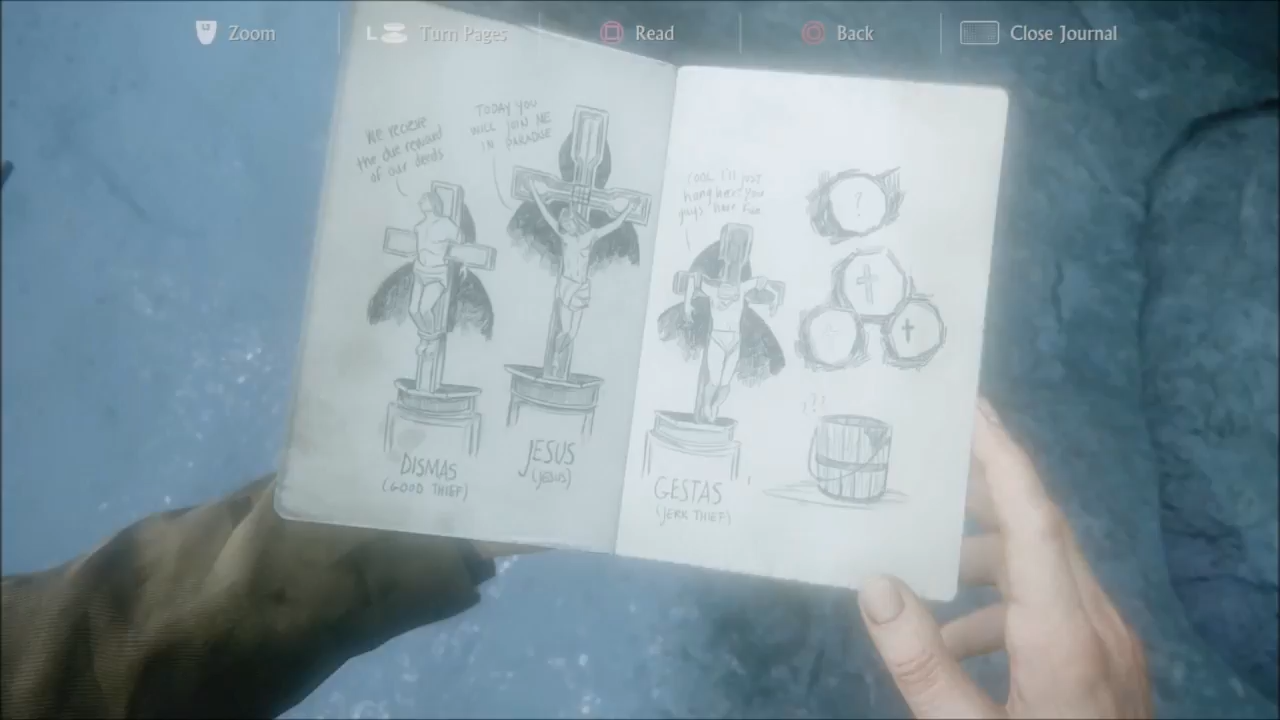 L3 Zoom
L Turn Pages
Read
Back
Close Journal
We recieve
the due reward
of our deeds
TODAY YOU
WILL JOIN ME
IN PARADISE
DISMAS
(GOOD THIEF)
JESUS
(JESUS)
COOL I'll just
hang here you
guys have fun
GESTAS
(JERK THIEF)
?
???